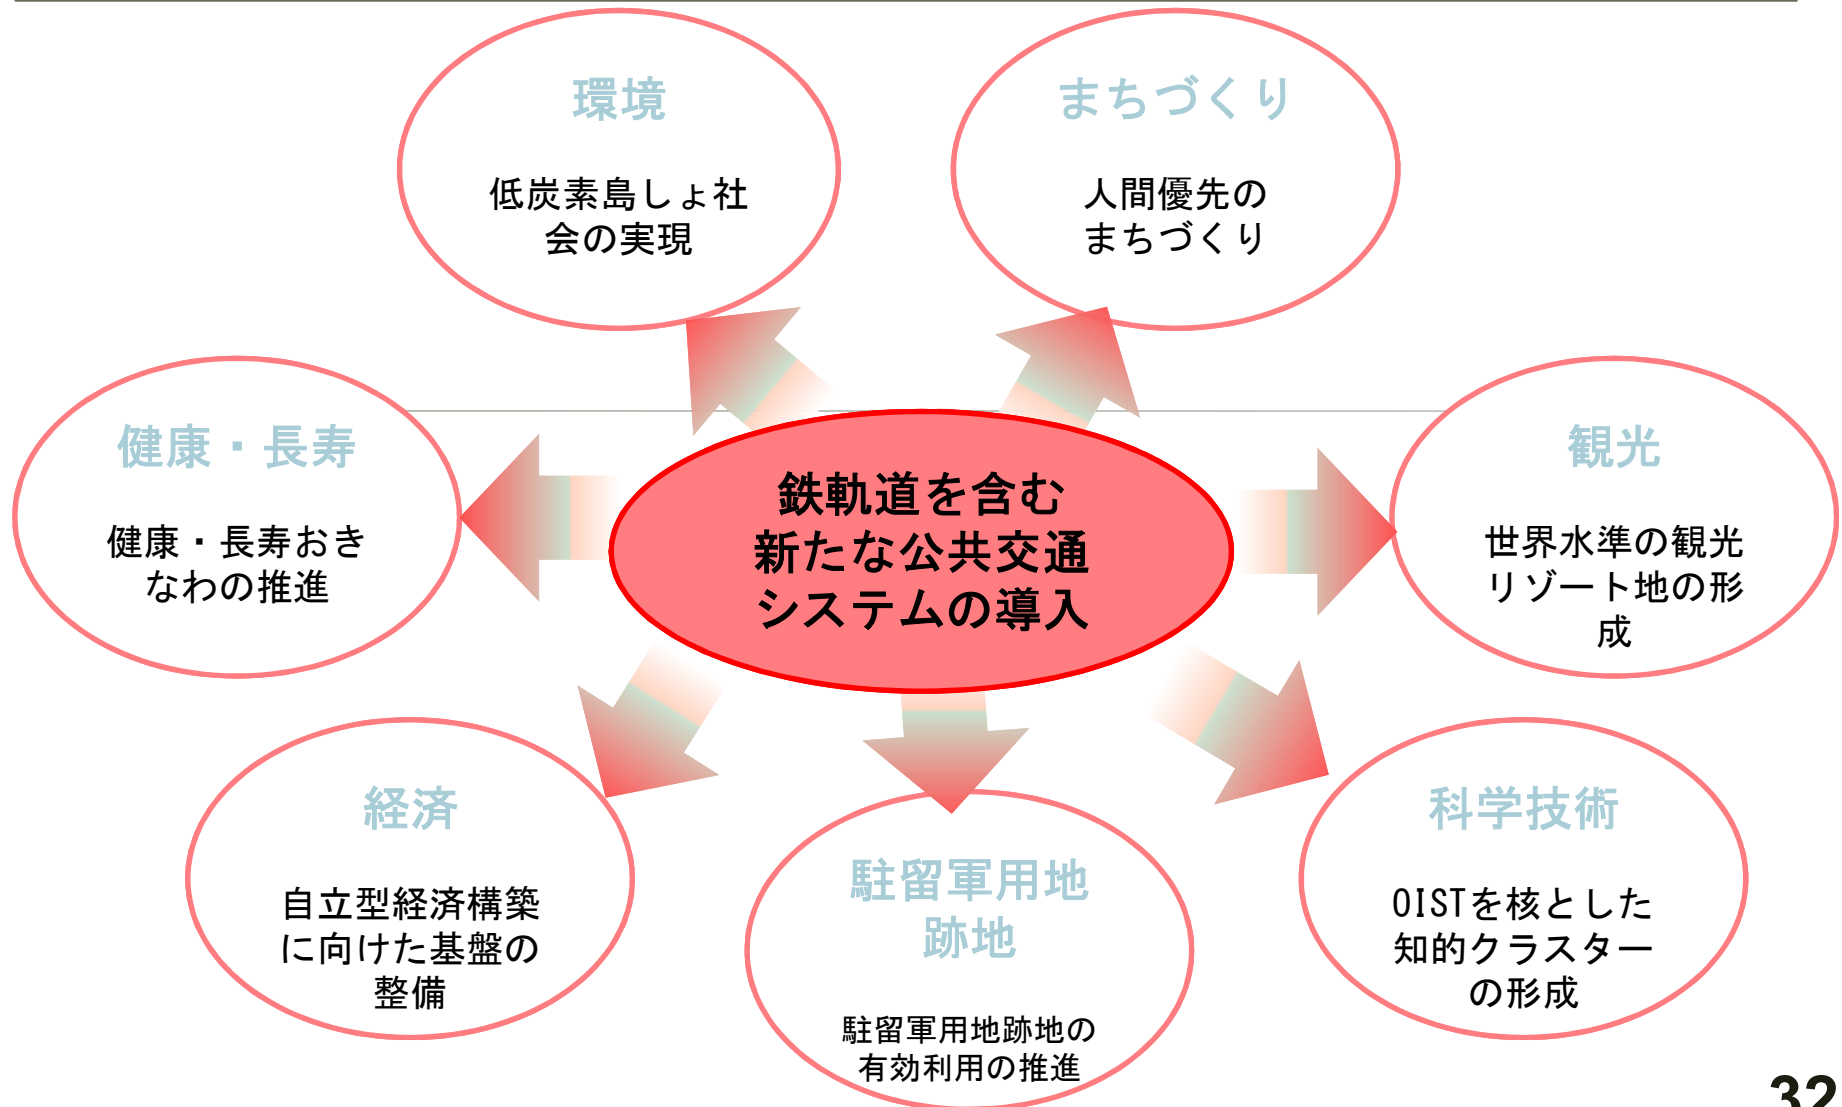 環境
低炭素島しょ社
会の実現
まちづくり
人間優先の
まちづくり
健康・長寿
健康・長寿おき
なわの推進
鉄軌道を含む
新たな公共交通
システムの導入
観光
世界水準の観光
リゾート地の形
成
経済
自立型経済構築
に向けた基盤の
整備
駐留軍用地
跡地
駐留軍用地跡地の
有効利用の推進
科学技術
OISTを核とした
知的クラスター
の形成
32